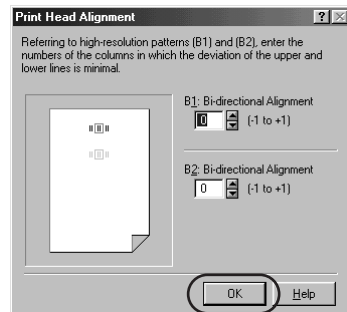 Print Head Alignment
Referring to high-resolution patterns (B1) and (B2), enter the
numbers of the columns in which the deviation of the upper and
lower lines is minimal.
B1: Bi-directional Alignment
0 (-1 to +1)
B2: Bi-directional Alignment
0 (-1 to +1)
OK Help